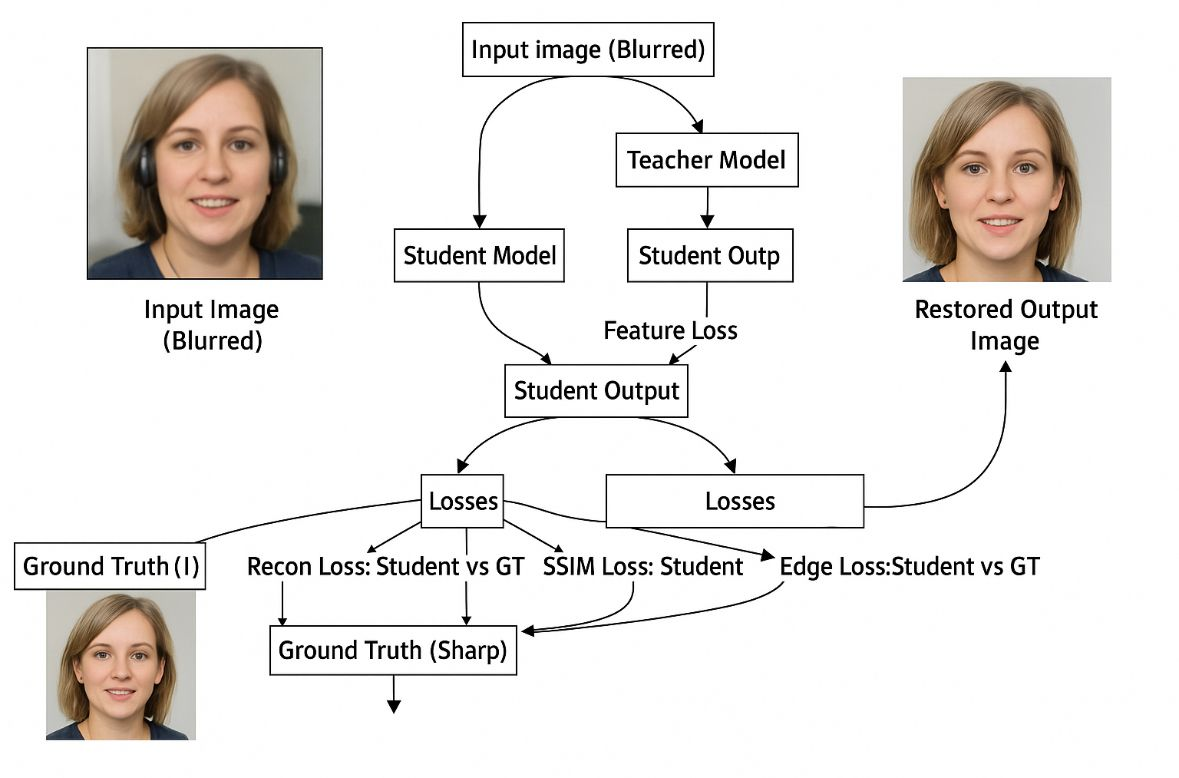 Input image (Blurred)
Teacher Model
Student Model
Student Outp
Input Image
(Blurred)
Feature Loss
Restored Output
Image
Student Output
Losses
Losses
Ground Truth (I)
Recon Loss: Student vs GT
SSIM Loss: Student
Edge Loss:Student vs GT
Ground Truth (Sharp)